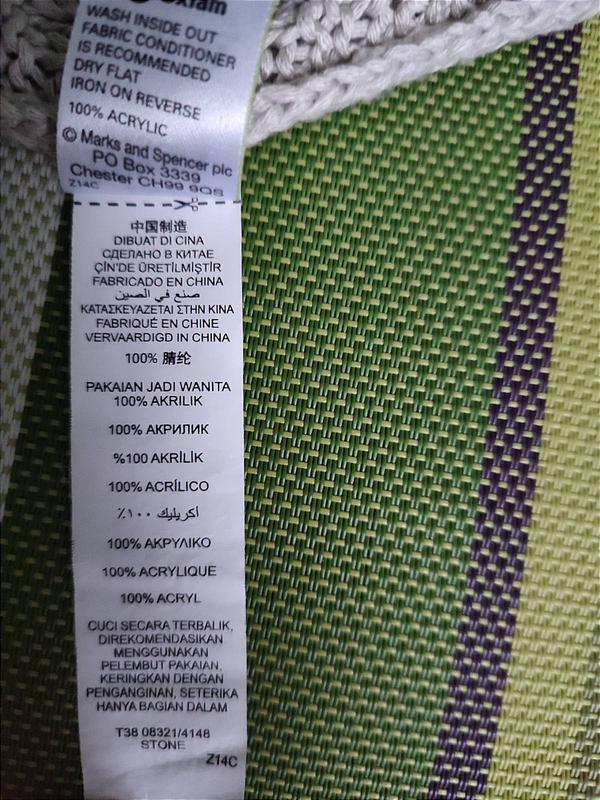 Oxfam
WASH INSIDE OUT
FABRIC CONDITIONER
IS RECOMMENDED
DRY FLAT
IRON ON REVERSE
100% ACRYLIC
© Marks and Spencer plc
PO Box 3339
Chester CH99 9QS
Z14C
中国制造
DIBUAT DI CINA
СДЕЛАНО В КИТАЕ
ÇİN'DE ÜRETİLMİŞTİR
FABRICADO EN CHINA
صنع في الصين
ΚΑΤΑΣΚΕΥΑΖΕΤΑΙ ΣΤΗΝ ΚΙΝΑ
FABRIQUÉ EN CHINE
VERVAARDIGD IN CHINA
100% 腈纶
PAKAIAN JADI WANITA
100% AKRILIK
100% АКРИЛИК
%100 AKRİLİK
100% ACRÍLICO
أكريليك ١٠٠٪
100% ΑΚΡΥΛΙΚΟ
100% ACRYLIQUE
100% ACRYL
CUCI SECARA TERBALIK,
DIREKOMENDASIKAN
MENGGUNAKAN
PELEMBUT PAKAIAN,
KERINGKAN DENGAN
PENGANGINAN, SETERIKA
HANYA BAGIAN DALAM
T38 08321/4148
STONE
Z14C